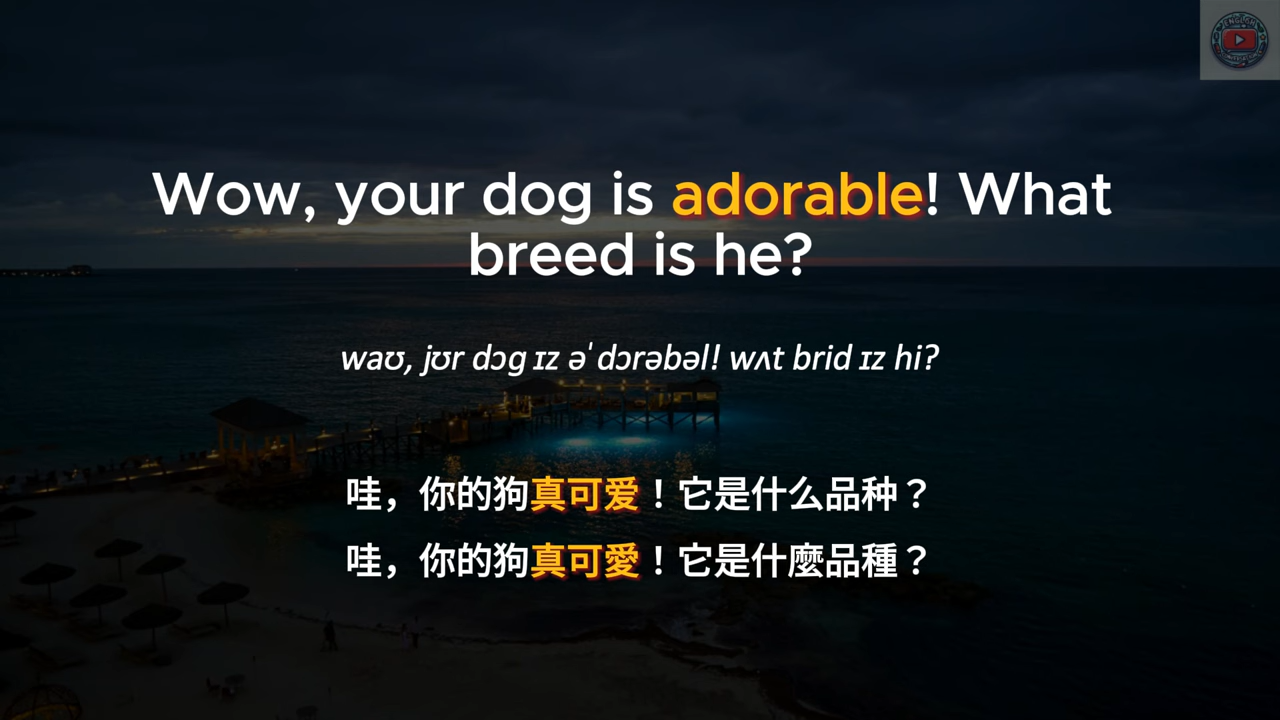 Wow, your dog is adorable! What
breed is he?
waʊ, jʊr dɔg ɪz əˈdɔrəbəl! wʌt brid ɪz hi?
哇，你的狗真可爱！它是什么品种？
哇，你的狗真可愛！它是什麼品種？
ENGLISH